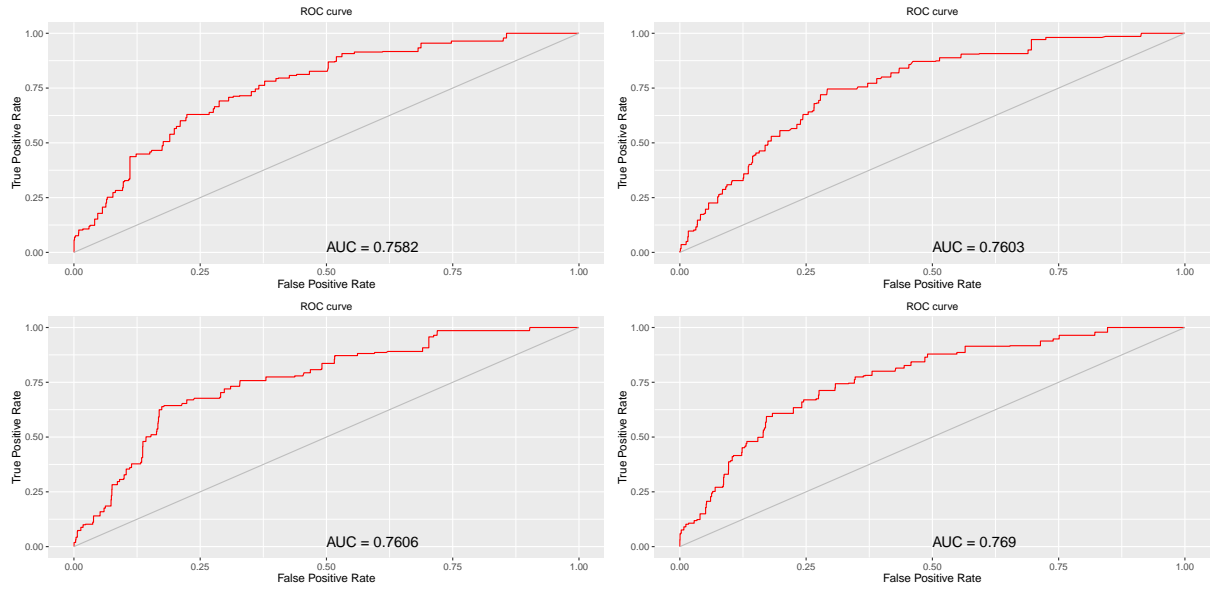 ROC curve
1.00
0.75
0.50
0.25
0.00
True Positive Rate
AUC = 0.7582
0.00 0.25 0.50 0.75 1.00
False Positive Rate
ROC curve
1.00
0.75
0.50
0.25
0.00
True Positive Rate
AUC = 0.7603
0.00 0.25 0.50 0.75 1.00
False Positive Rate
ROC curve
1.00
0.75
0.50
0.25
0.00
True Positive Rate
AUC = 0.7606
0.00 0.25 0.50 0.75 1.00
False Positive Rate
ROC curve
1.00
0.75
0.50
0.25
0.00
True Positive Rate
AUC = 0.769
0.00 0.25 0.50 0.75 1.00
False Positive Rate